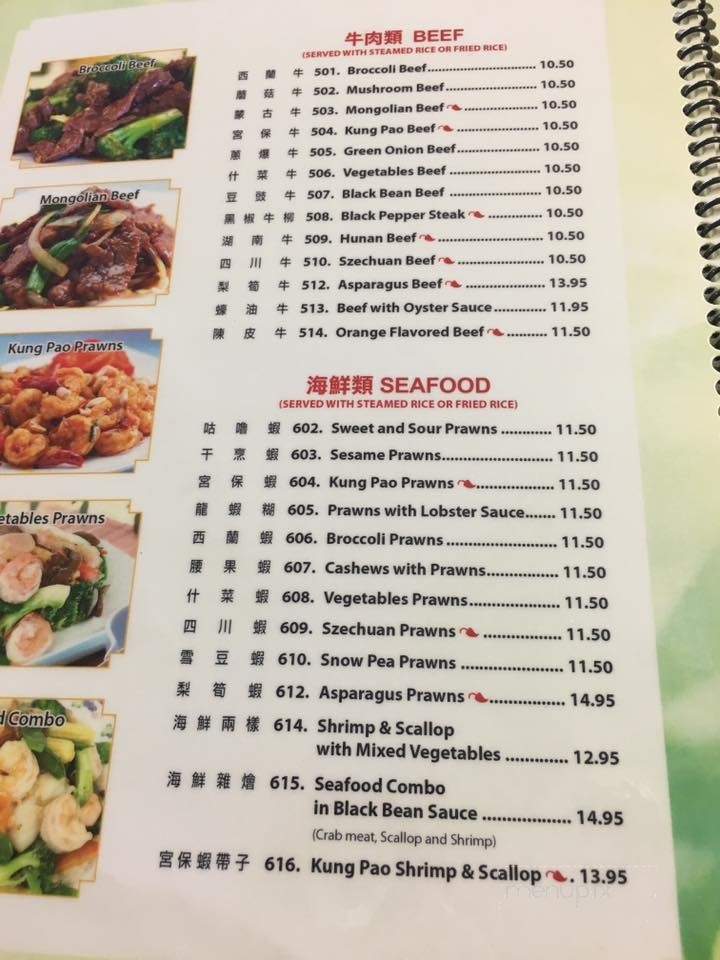 牛肉類 BEEF
(SERVED WITH STEAMED RICE OR FRIED RICE)
西蘭牛 501. Broccoli Beef 10.50
蘑菇牛 502. Mushroom Beef 10.50
蒙古牛 503. Mongolian Beef 10.50
宮保牛 504. Kung Pao Beef 10.50
蔥爆牛 505. Green Onion Beef 10.50
什菜牛 506. Vegetables Beef 10.50
豆豉牛 507. Black Bean Beef 10.50
黑椒牛柳 508. Black Pepper Steak 10.50
湖南牛 509. Hunan Beef 10.50
四川牛 510. Szechuan Beef 10.50
梨筍牛 512. Asparagus Beef 13.95
蠔油牛 513. Beef with Oyster Sauce 11.95
陳皮牛 514. Orange Flavored Beef 11.50
海鮮類 SEAFOOD
(SERVED WITH STEAMED RICE OR FRIED RICE)
咕嚕蝦 602. Sweet and Sour Prawns 11.50
干烹蝦 603. Sesame Prawns 11.50
宮保蝦 604. Kung Pao Prawns 11.50
龍蝦糊 605. Prawns with Lobster Sauce 11.50
西蘭蝦 606. Broccoli Prawns 11.50
腰果蝦 607. Cashews with Prawns 11.50
什菜蝦 608. Vegetables Prawns 11.50
四川蝦 609. Szechuan Prawns 11.50
雪豆蝦 610. Snow Pea Prawns 11.50
梨筍蝦 612. Asparagus Prawns 14.95
海鮮兩樣 614. Shrimp & Scallop
with Mixed Vegetables 12.95
海鮮雜燴 615. Seafood Combo
in Black Bean Sauce 14.95
(Crab meat, Scallop and Shrimp)
宮保蝦帶子 616. Kung Pao Shrimp & Scallop 13.95
Broccoli Beef
Mongolian Beef
Kung Pao Prawns
etables Prawns
d Combo
menupix